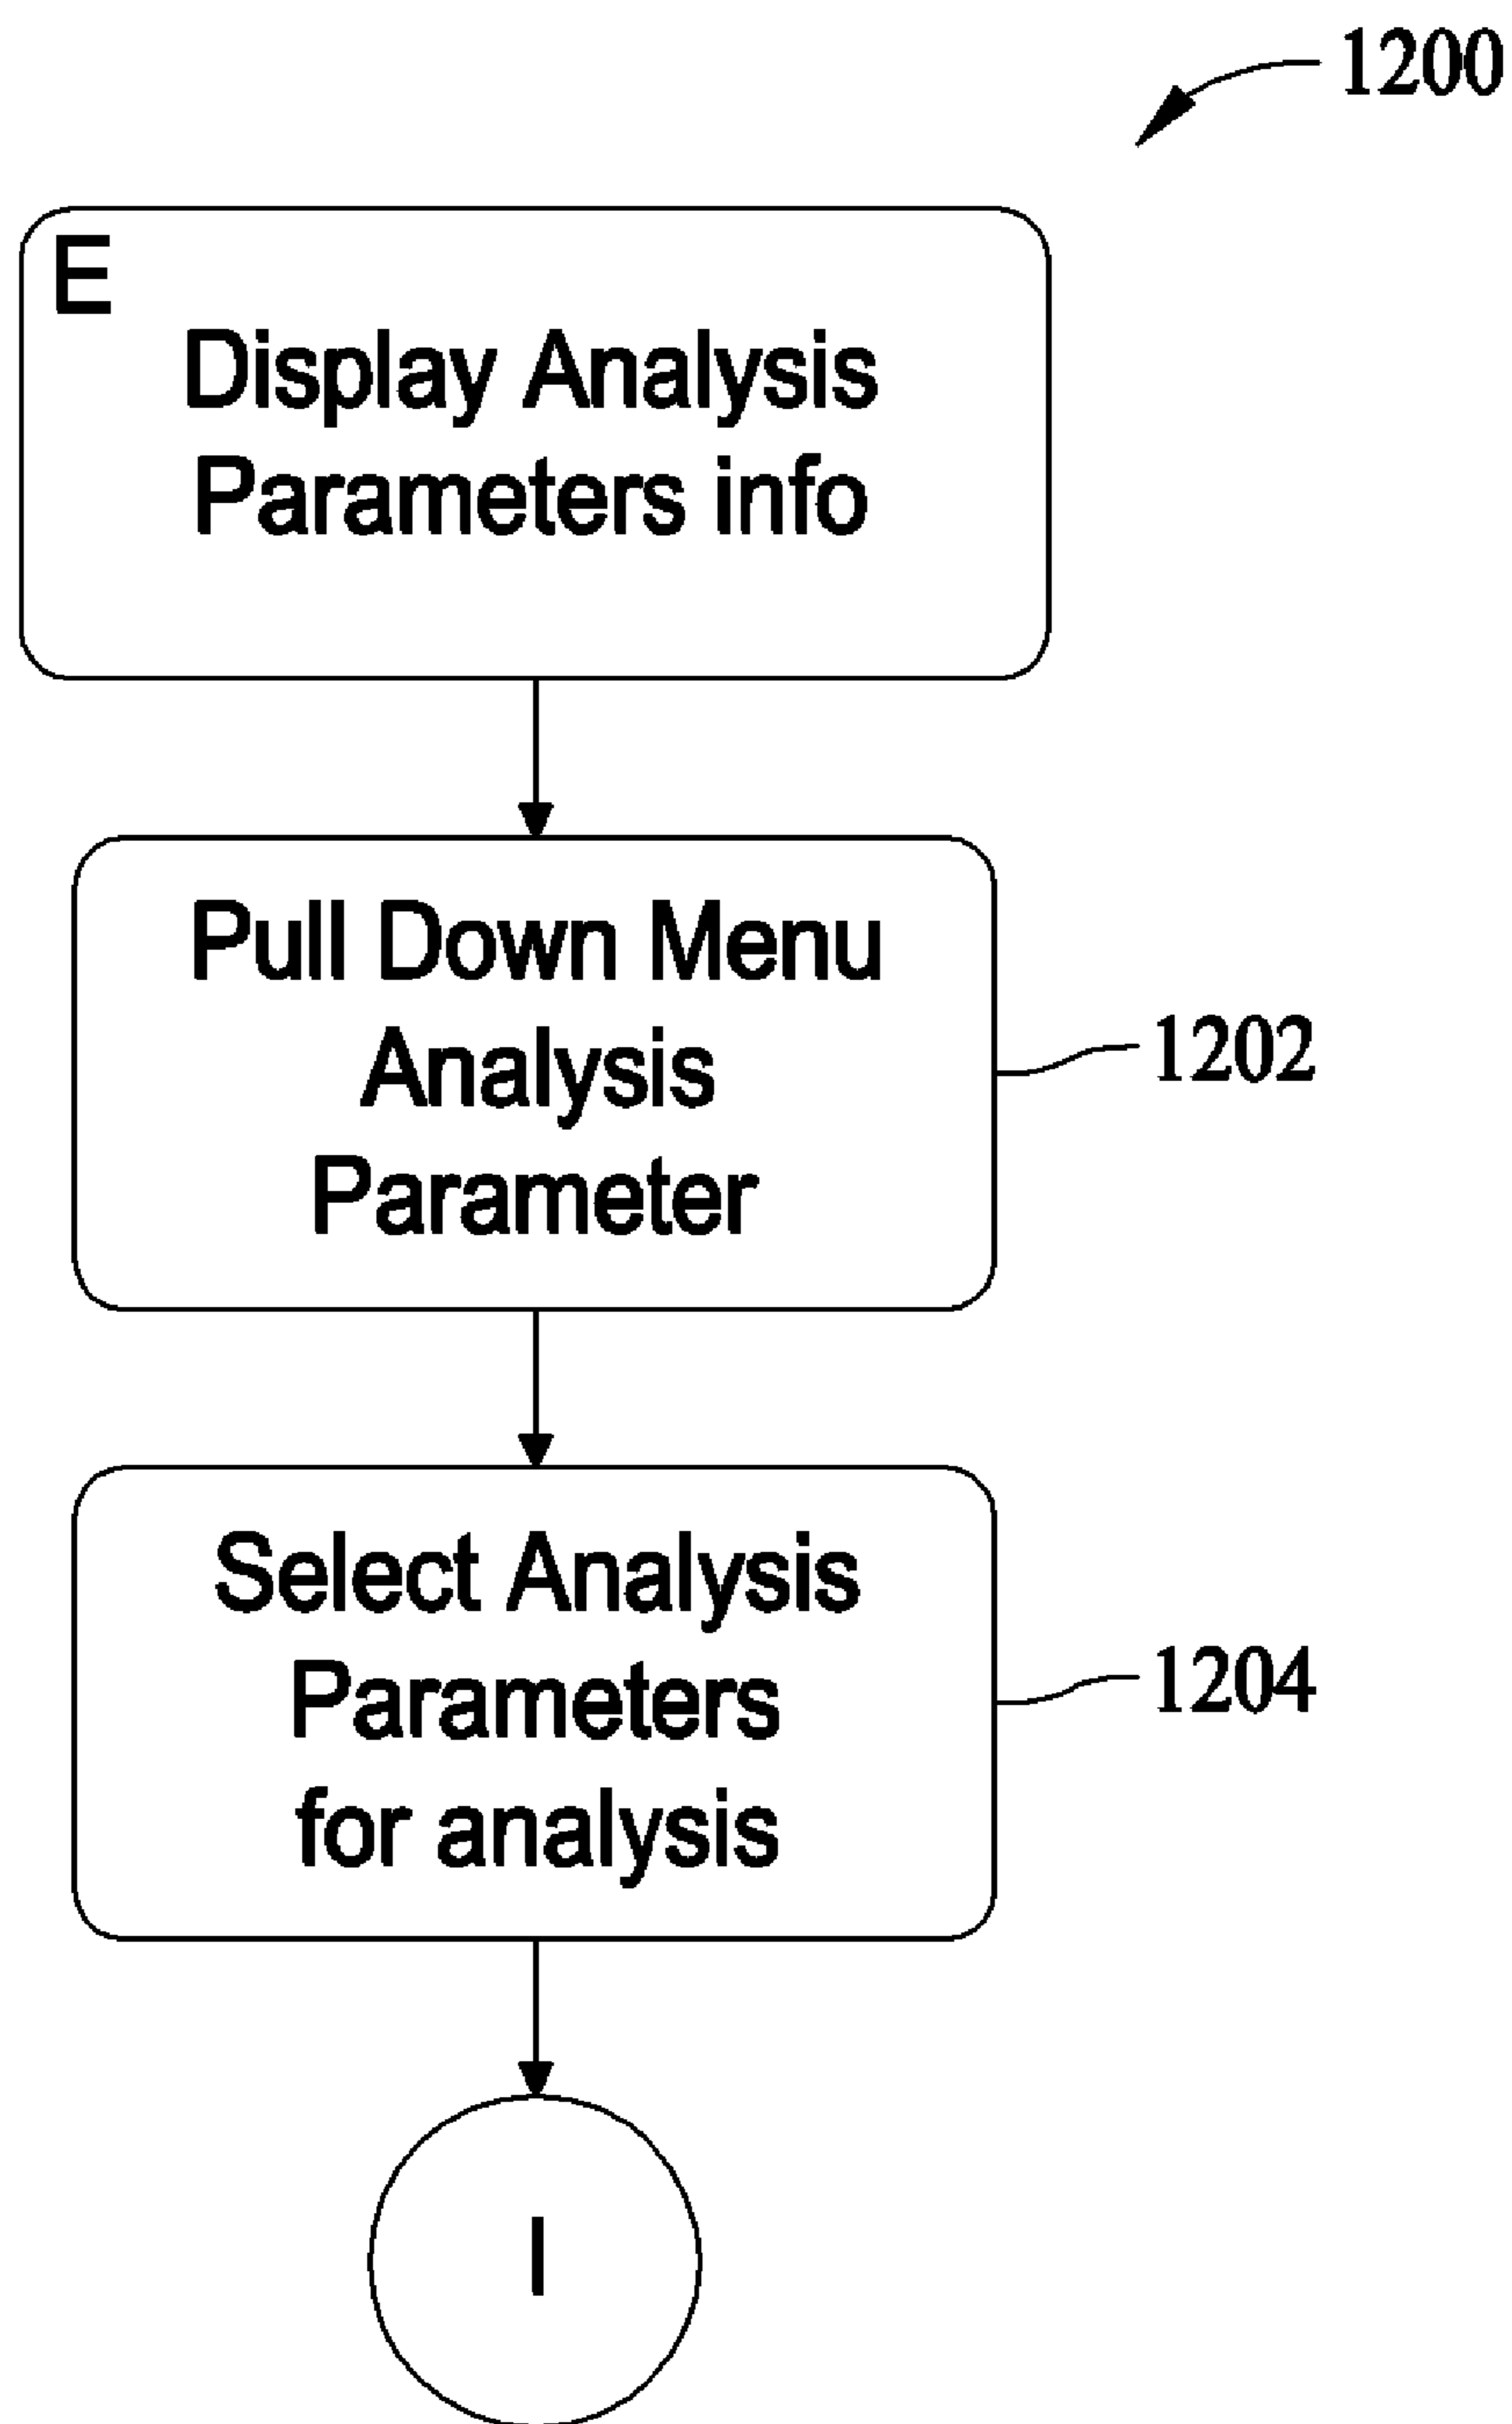 1200
E
Display Analysis
Parameters info
Pull Down Menu
Analysis
Parameter
1202
Select Analysis
Parameters
for analysis
1204
I